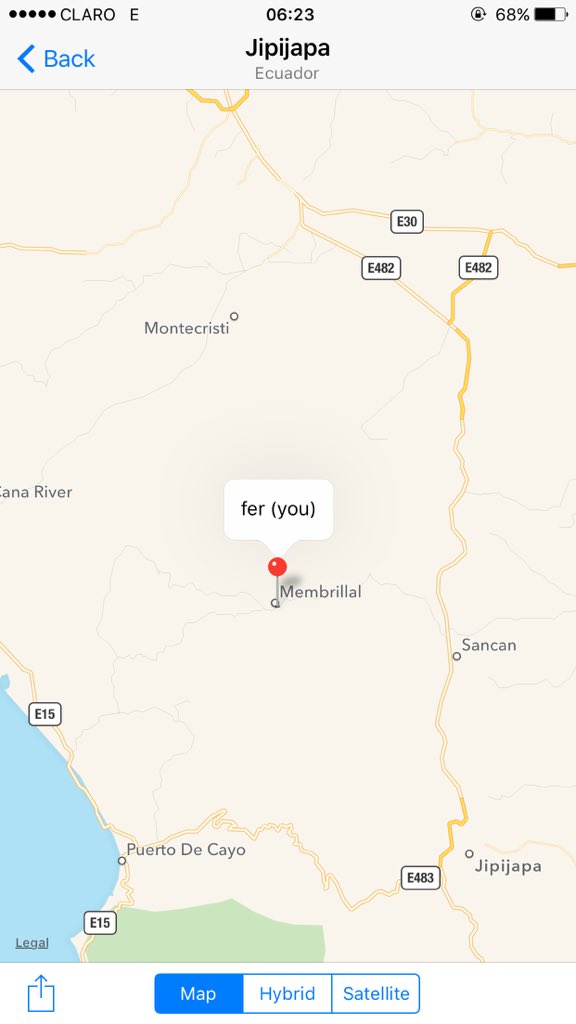 CLARO E 06:23 68%
Back
Jipijapa
Ecuador
E30
E482 E482
Montecristi
Cana River
fer (you)
Membrillal
Sancan
E15
Puerto De Cayo
Jipijapa
E483
E15
Legal
Map Hybrid Satellite